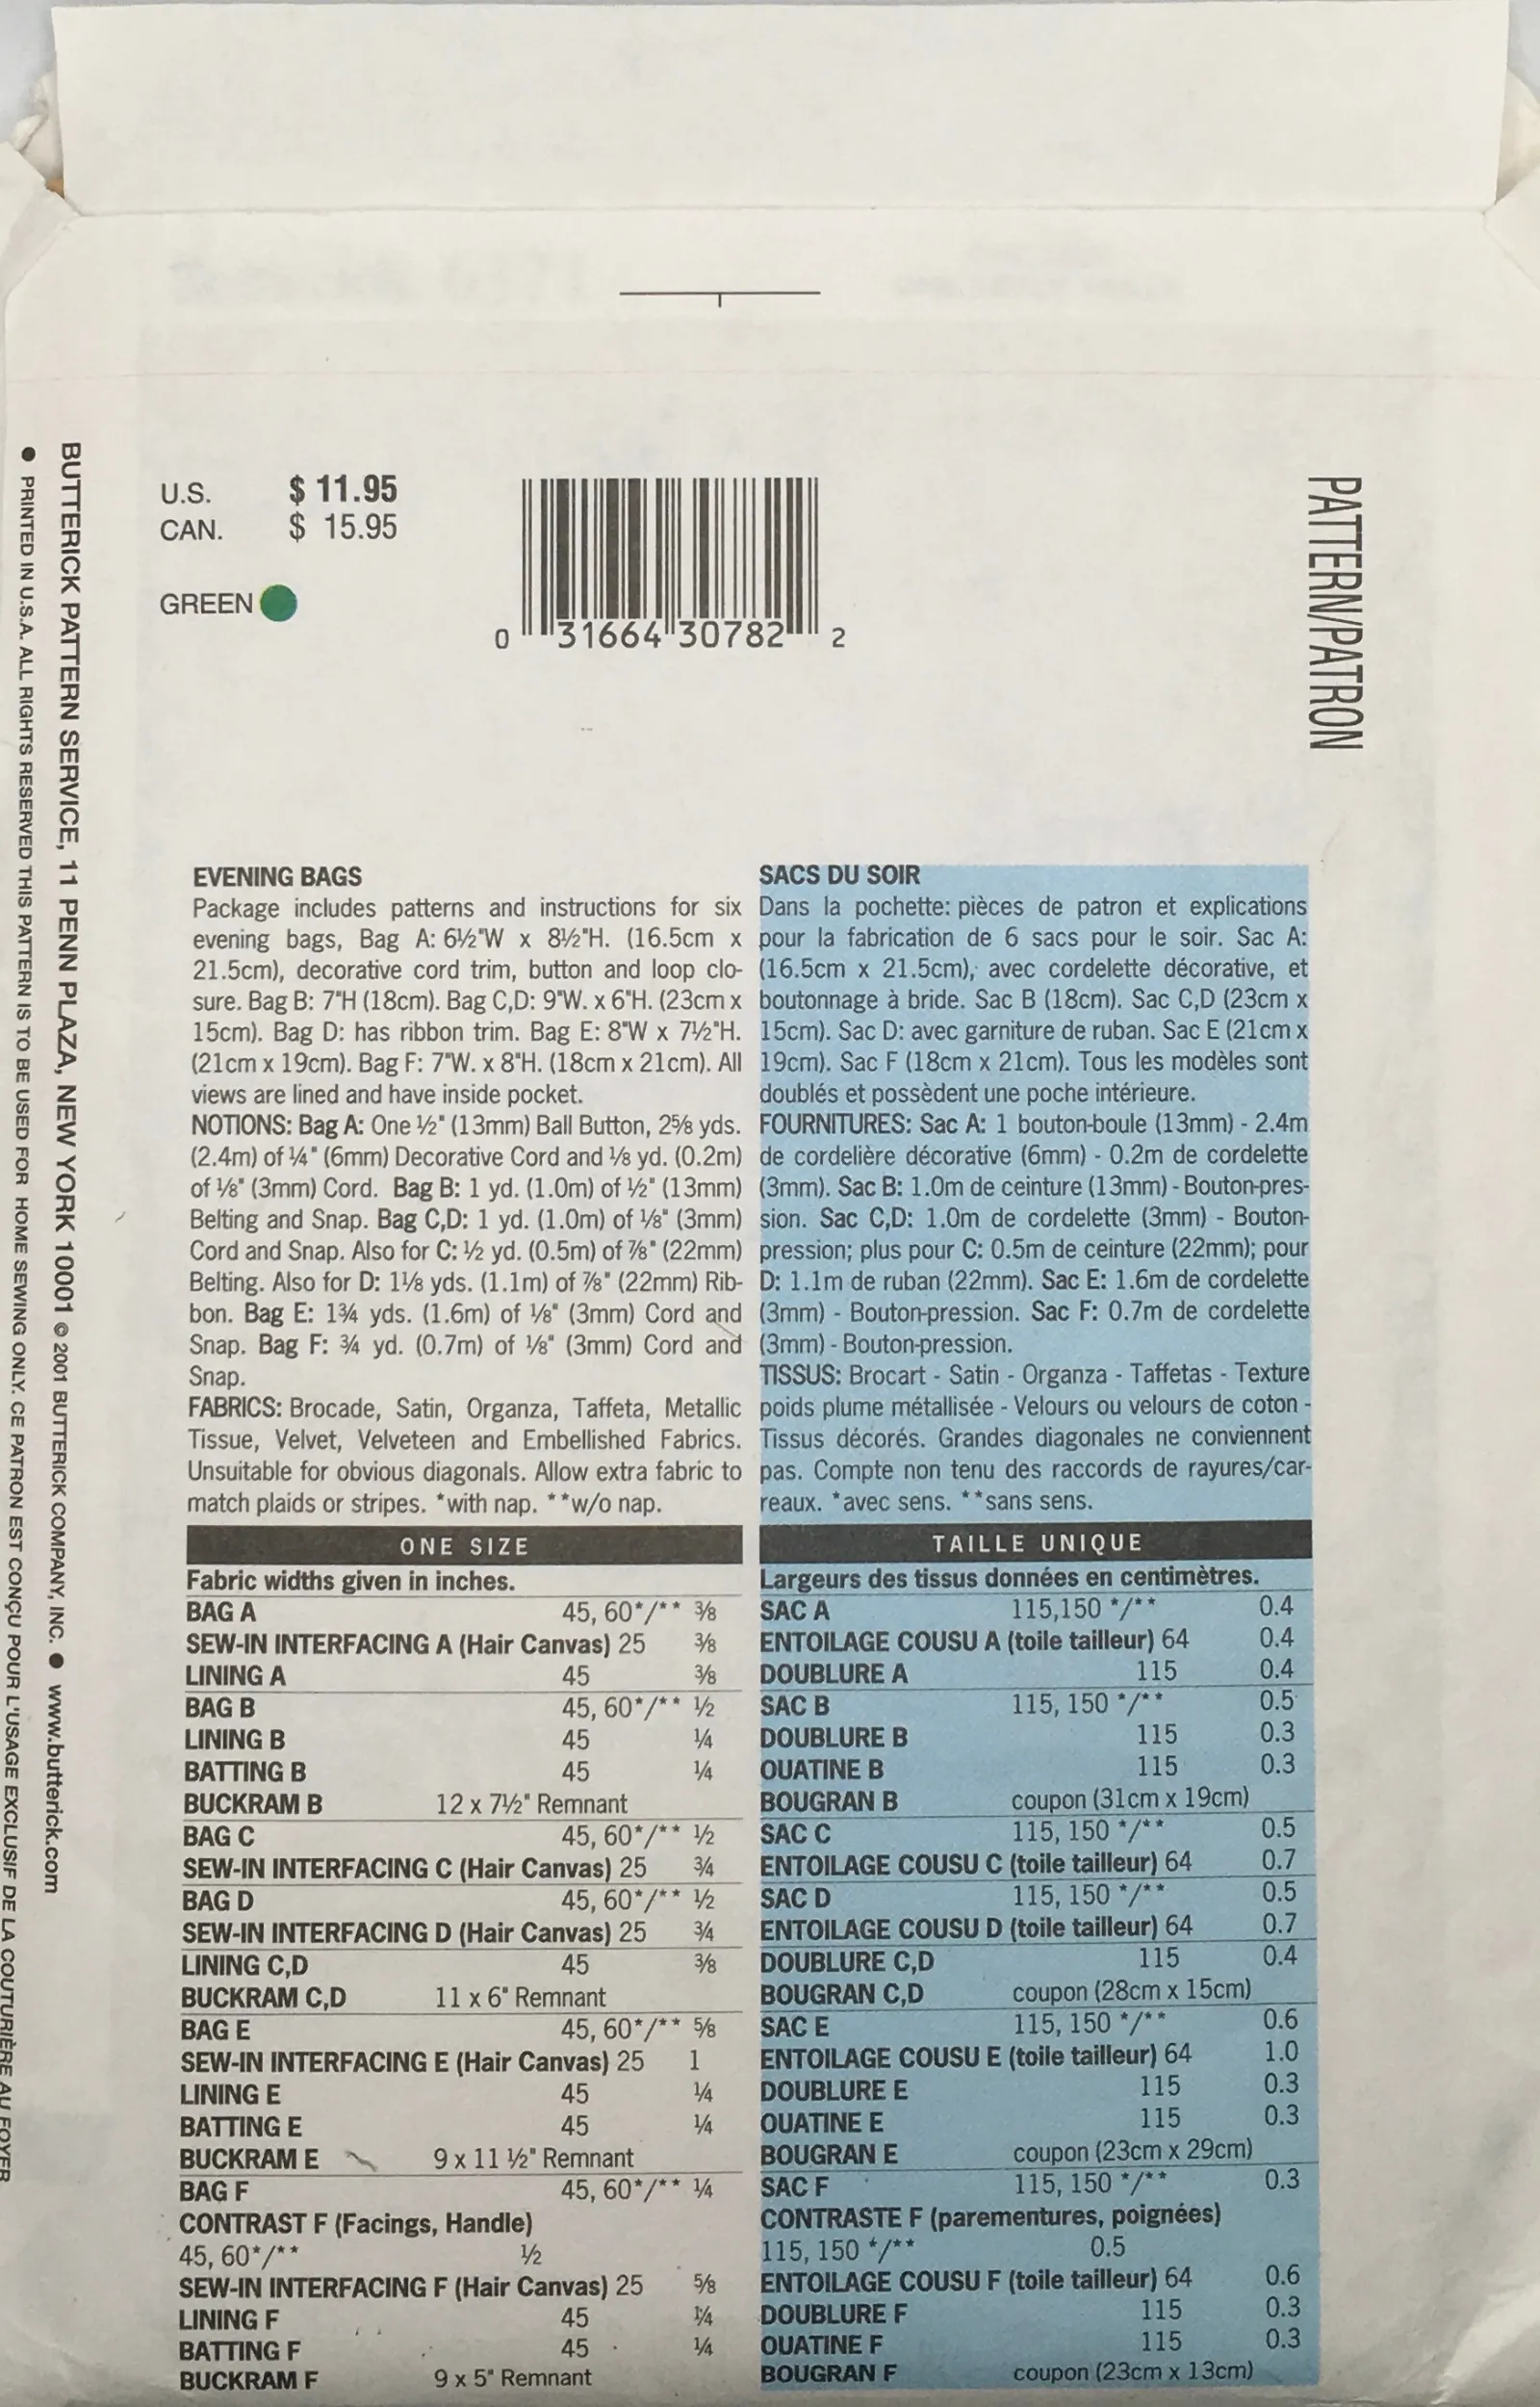 U.S. $ 11.95
CAN. $ 15.95
GREEN
0 31664 30782 2
PATTERN/PATRON
BUTTERICK PATTERN SERVICE, 11 PENN PLAZA, NEW YORK 10001 © 2001 BUTTERICK COMPANY, INC. ● www.butterick.com
● PRINTED IN U.S.A. ALL RIGHTS RESERVED THIS PATTERN IS TO BE USED FOR HOME SEWING ONLY. CE PATRON EST CONÇU POUR L'USAGE EXCLUSIF DE LA COUTURIÈRE AU FOYER
EVENING BAGS
Package includes patterns and instructions for six
evening bags, Bag A: 6½"W x 8½"H. (16.5cm x
21.5cm), decorative cord trim, button and loop clo-
sure. Bag B: 7"H (18cm). Bag C,D: 9"W. x 6"H. (23cm x
15cm). Bag D: has ribbon trim. Bag E: 8"W x 7½"H.
(21cm x 19cm). Bag F: 7"W. x 8"H. (18cm x 21cm). All
views are lined and have inside pocket.
NOTIONS: Bag A: One ½" (13mm) Ball Button, 2⅝ yds.
(2.4m) of ¼" (6mm) Decorative Cord and ⅛ yd. (0.2m)
of ⅛" (3mm) Cord. Bag B: 1 yd. (1.0m) of ½" (13mm)
Belting and Snap. Bag C,D: 1 yd. (1.0m) of ⅛" (3mm)
Cord and Snap. Also for C: ½ yd. (0.5m) of ⅞" (22mm)
Belting. Also for D: 1⅛ yds. (1.1m) of ⅞" (22mm) Rib-
bon. Bag E: 1¾ yds. (1.6m) of ⅛" (3mm) Cord and
Snap. Bag F: ¾ yd. (0.7m) of ⅛" (3mm) Cord and
Snap.
FABRICS: Brocade, Satin, Organza, Taffeta, Metallic
Tissue, Velvet, Velveteen and Embellished Fabrics.
Unsuitable for obvious diagonals. Allow extra fabric to
match plaids or stripes. *with nap. **w/o nap.
ONE SIZE
Fabric widths given in inches.
BAG A 45, 60*/** ⅜
SEW-IN INTERFACING A (Hair Canvas) 25 ⅜
LINING A 45 ⅜
BAG B 45, 60*/** ½
LINING B 45 ¼
BATTING B 45 ¼
BUCKRAM B 12 x 7½" Remnant
BAG C 45, 60*/** ½
SEW-IN INTERFACING C (Hair Canvas) 25 ¾
BAG D 45, 60*/** ½
SEW-IN INTERFACING D (Hair Canvas) 25 ¾
LINING C,D 45 ⅜
BUCKRAM C,D 11 x 6" Remnant
BAG E 45, 60*/** ⅝
SEW-IN INTERFACING E (Hair Canvas) 25 1
LINING E 45 ¼
BATTING E 45 ¼
BUCKRAM E 9 x 11 ½" Remnant
BAG F 45, 60*/** ¼
CONTRAST F (Facings, Handle)
45, 60*/** ½
SEW-IN INTERFACING F (Hair Canvas) 25 ⅝
LINING F 45 ¼
BATTING F 45 ¼
BUCKRAM F 9 x 5" Remnant
SACS DU SOIR
Dans la pochette: pièces de patron et explications
pour la fabrication de 6 sacs pour le soir. Sac A:
(16.5cm x 21.5cm), avec cordelette décorative, et
boutonnage à bride. Sac B (18cm). Sac C,D (23cm x
15cm). Sac D: avec garniture de ruban. Sac E (21cm x
19cm). Sac F (18cm x 21cm). Tous les modèles sont
doublés et possèdent une poche intérieure.
FOURNITURES: Sac A: 1 bouton-boule (13mm) - 2.4m
de cordelière décorative (6mm) - 0.2m de cordelette
(3mm). Sac B: 1.0m de ceinture (13mm) - Bouton-pres-
sion. Sac C,D: 1.0m de cordelette (3mm) - Bouton-
pression; plus pour C: 0.5m de ceinture (22mm); pour
D: 1.1m de ruban (22mm). Sac E: 1.6m de cordelette
(3mm) - Bouton-pression. Sac F: 0.7m de cordelette
(3mm) - Bouton-pression.
TISSUS: Brocart - Satin - Organza - Taffetas - Texture
poids plume métallisée - Velours ou velours de coton -
Tissus décorés. Grandes diagonales ne conviennent
pas. Compte non tenu des raccords de rayures/car-
reaux. *avec sens. **sans sens.
TAILLE UNIQUE
Largeurs des tissus données en centimètres.
SAC A 115,150 */** 0.4
ENTOILAGE COUSU A (toile tailleur) 64 0.4
DOUBLURE A 115 0.4
SAC B 115, 150 */** 0.5
DOUBLURE B 115 0.3
OUATINE B 115 0.3
BOUGRAN B coupon (31cm x 19cm)
SAC C 115, 150 */** 0.5
ENTOILAGE COUSU C (toile tailleur) 64 0.7
SAC D 115, 150 */** 0.5
ENTOILAGE COUSU D (toile tailleur) 64 0.7
DOUBLURE C,D 115 0.4
BOUGRAN C,D coupon (28cm x 15cm)
SAC E 115, 150 */** 0.6
ENTOILAGE COUSU E (toile tailleur) 64 1.0
DOUBLURE E 115 0.3
OUATINE E 115 0.3
BOUGRAN E coupon (23cm x 29cm)
SAC F 115, 150 */** 0.3
CONTRASTE F (parementures, poignées)
115, 150 */** 0.5
ENTOILAGE COUSU F (toile tailleur) 64 0.6
DOUBLURE F 115 0.3
OUATINE F 115 0.3
BOUGRAN F coupon (23cm x 13cm)